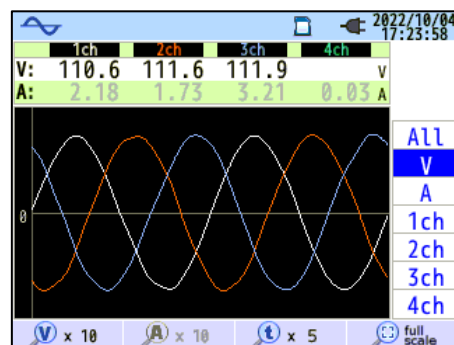 2022/10/04
17:23:58
1ch 2ch 3ch 4ch
V: 110.6 111.6 111.9 V
A: 2.18 1.73 3.21 0.03 A
All
V
A
1ch
2ch
3ch
4ch
0
V x 10 A x 10 t x 5 full scale